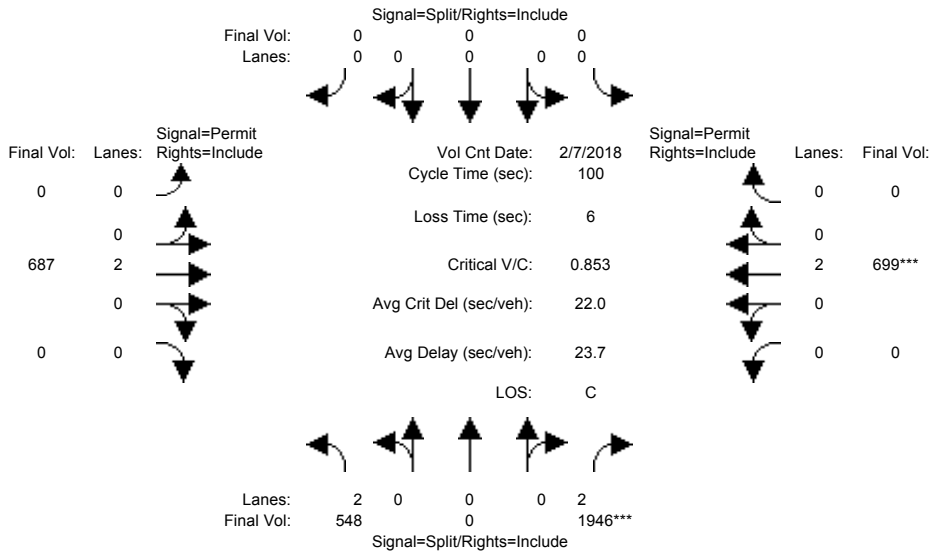 Signal=Split/Rights=Include
Final Vol: 0 0 0
Lanes: 0 0 0 0 0
Signal=Permit Signal=Permit
Final Vol: Lanes: Rights=Include Vol Cnt Date: 2/7/2018 Rights=Include Lanes: Final Vol:
Cycle Time (sec): 100
0 0 0 0
Loss Time (sec): 6
0 0
687 2 Critical V/C: 0.853 2 699***
0 Avg Crit Del (sec/veh): 22.0 0
0 0 Avg Delay (sec/veh): 23.7 0 0
LOS: C
Lanes: 2 0 0 0 2
Final Vol: 548 0 1946***
Signal=Split/Rights=Include